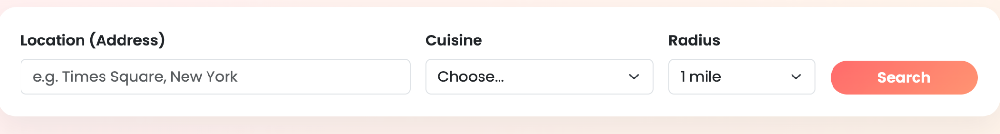 Location (Address)
Cuisine
Radius
e.g. Times Square, New York
Choose...
1 mile
Search